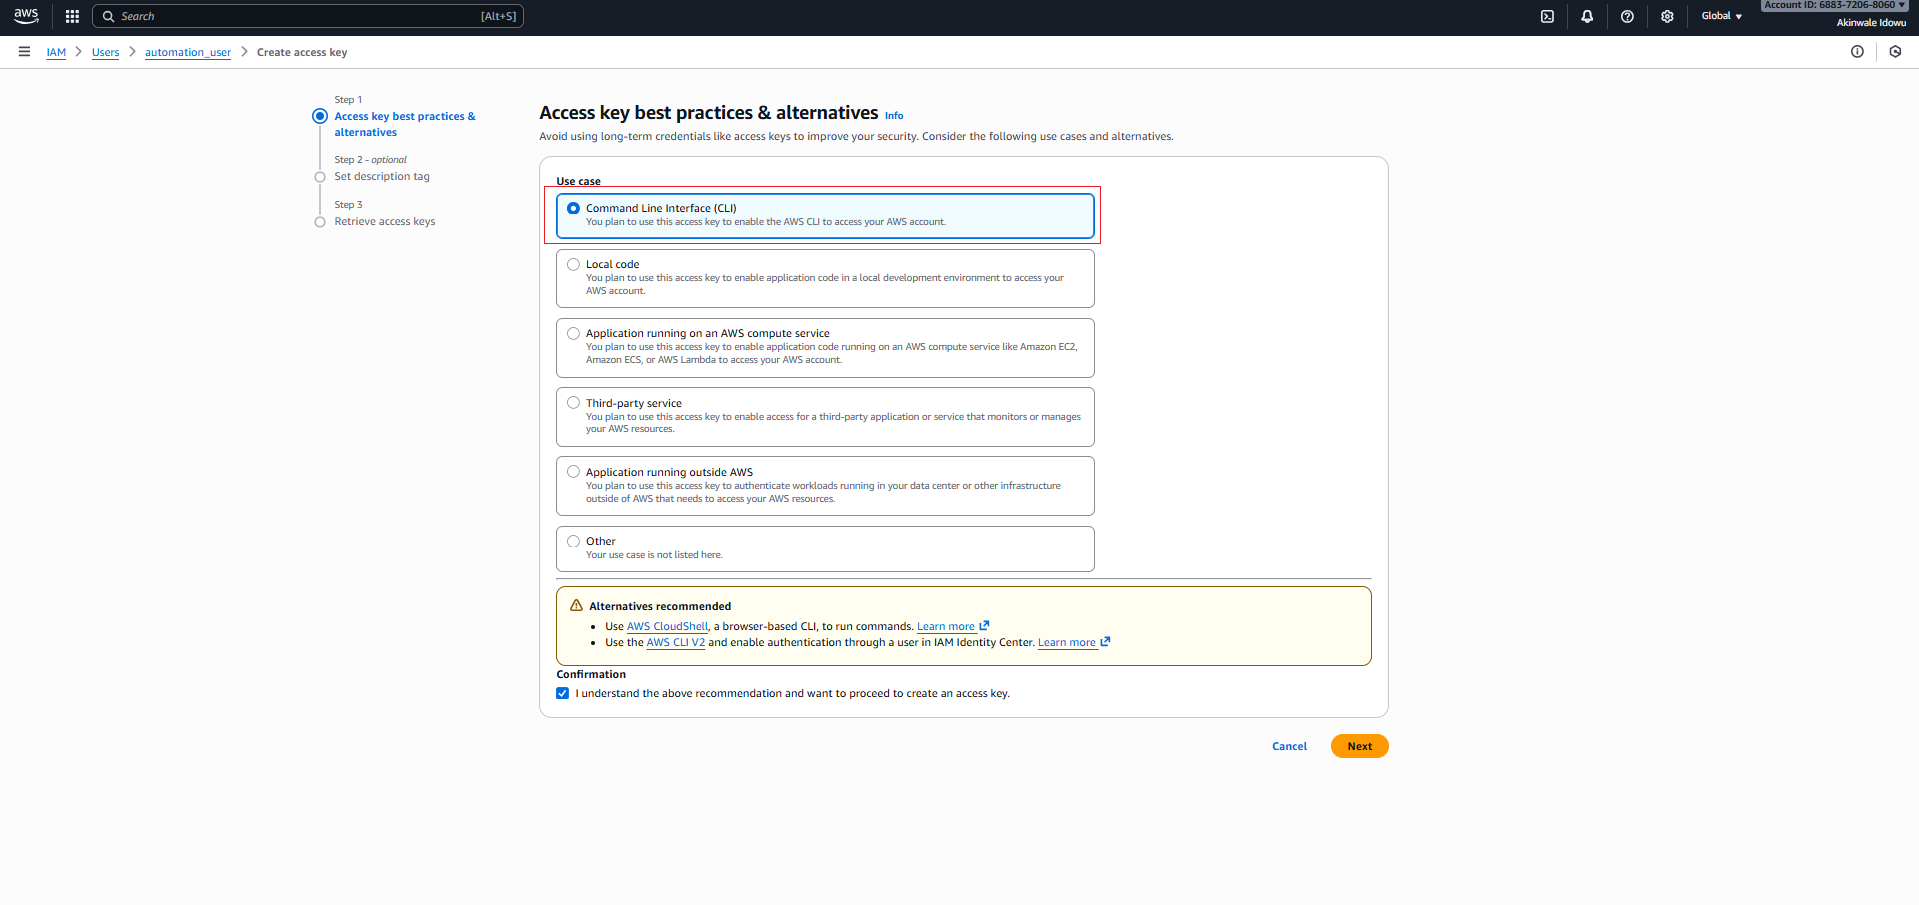 aws
Search
[Alt+S]
Global
Account ID: 6883-7206-8060
Akinwale Idowu
IAM
Users
automation_user
Create access key
Step 1
Access key best practices &
alternatives
Step 2 - optional
Set description tag
Step 3
Retrieve access keys
Access key best practices & alternatives Info
Avoid using long-term credentials like access keys to improve your security. Consider the following use cases and alternatives.
Use case
Command Line Interface (CLI)
You plan to use this access key to enable the AWS CLI to access your AWS account.
Local code
You plan to use this access key to enable application code in a local development environment to access your
AWS account.
Application running on an AWS compute service
You plan to use this access key to enable application code running on an AWS compute service like Amazon EC2,
Amazon ECS, or AWS Lambda to access your AWS account.
Third-party service
You plan to use this access key to enable access for a third-party application or service that monitors or manages
your AWS resources.
Application running outside AWS
You plan to use this access key to authenticate workloads running in your data center or other infrastructure
outside of AWS that needs to access your AWS resources.
Other
Your use case is not listed here.
Alternatives recommended
Use AWS CloudShell, a browser-based CLI, to run commands. Learn more
Use the AWS CLI V2 and enable authentication through a user in IAM Identity Center. Learn more
Confirmation
I understand the above recommendation and want to proceed to create an access key.
Cancel
Next